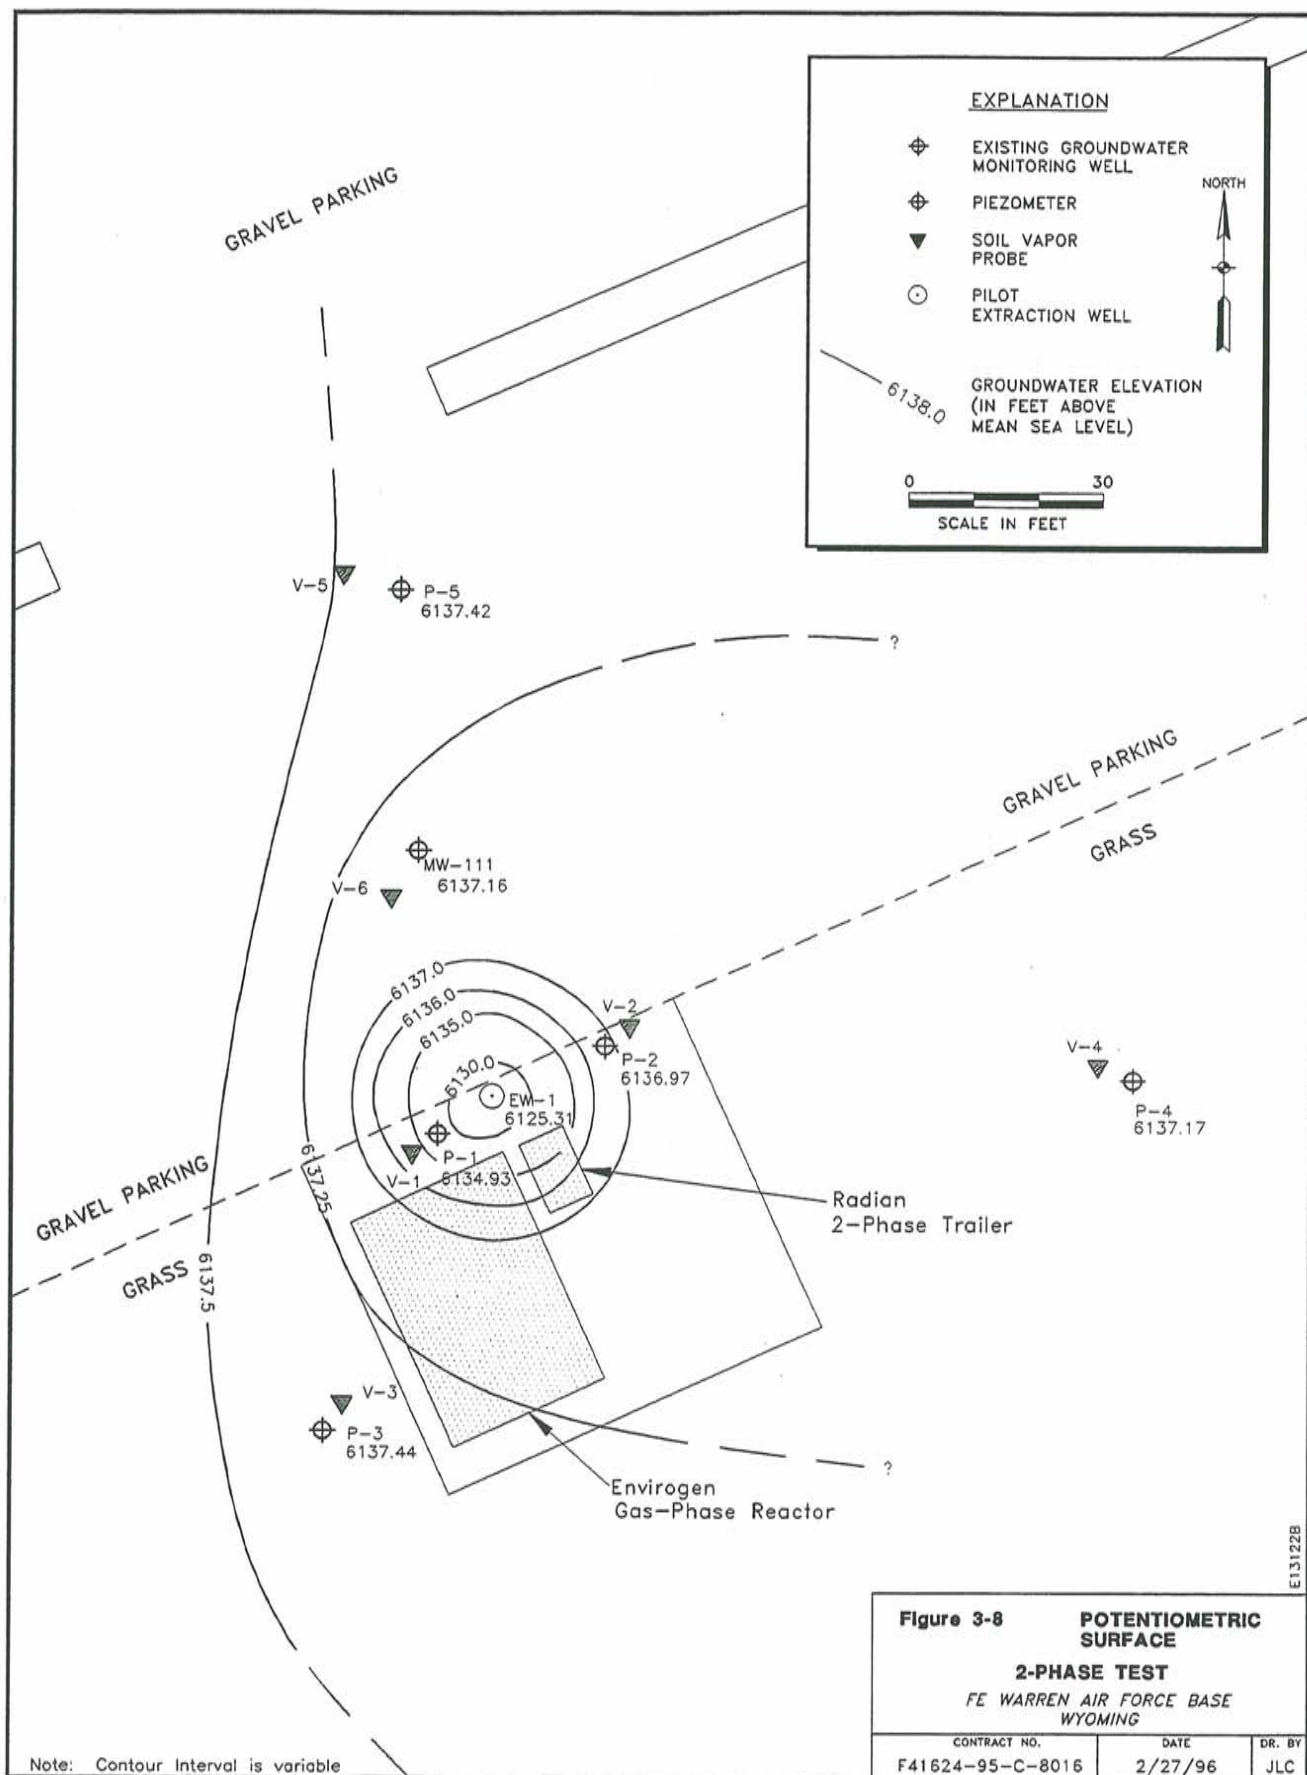 EXPLANATION
EXISTING GROUNDWATER
MONITORING WELL
PIEZOMETER
SOIL VAPOR
PROBE
PILOT
EXTRACTION WELL
6138.0
GROUNDWATER ELEVATION
(IN FEET ABOVE
MEAN SEA LEVEL)
NORTH
0 30
SCALE IN FEET
GRAVEL PARKING
V-5
P-5
6137.42
?
GRAVEL PARKING
GRASS
MW-111
6137.16
V-6
6137.0
6136.0
6135.0
6130.0
V-2
P-2
6136.97
EW-1
6125.31
V-4
P-4
6137.17
P-1
6134.93
V-1
6137.25
GRAVEL PARKING
GRASS
6137.5
Radian
2-Phase Trailer
V-3
P-3
6137.44
?
Envirogen
Gas-Phase Reactor
E13122B
Figure 3-8 POTENTIOMETRIC
SURFACE
2-PHASE TEST
FE WARREN AIR FORCE BASE
WYOMING
CONTRACT NO. DATE DR. BY
F41624-95-C-8016 2/27/96 JLC
Note: Contour Interval is variable